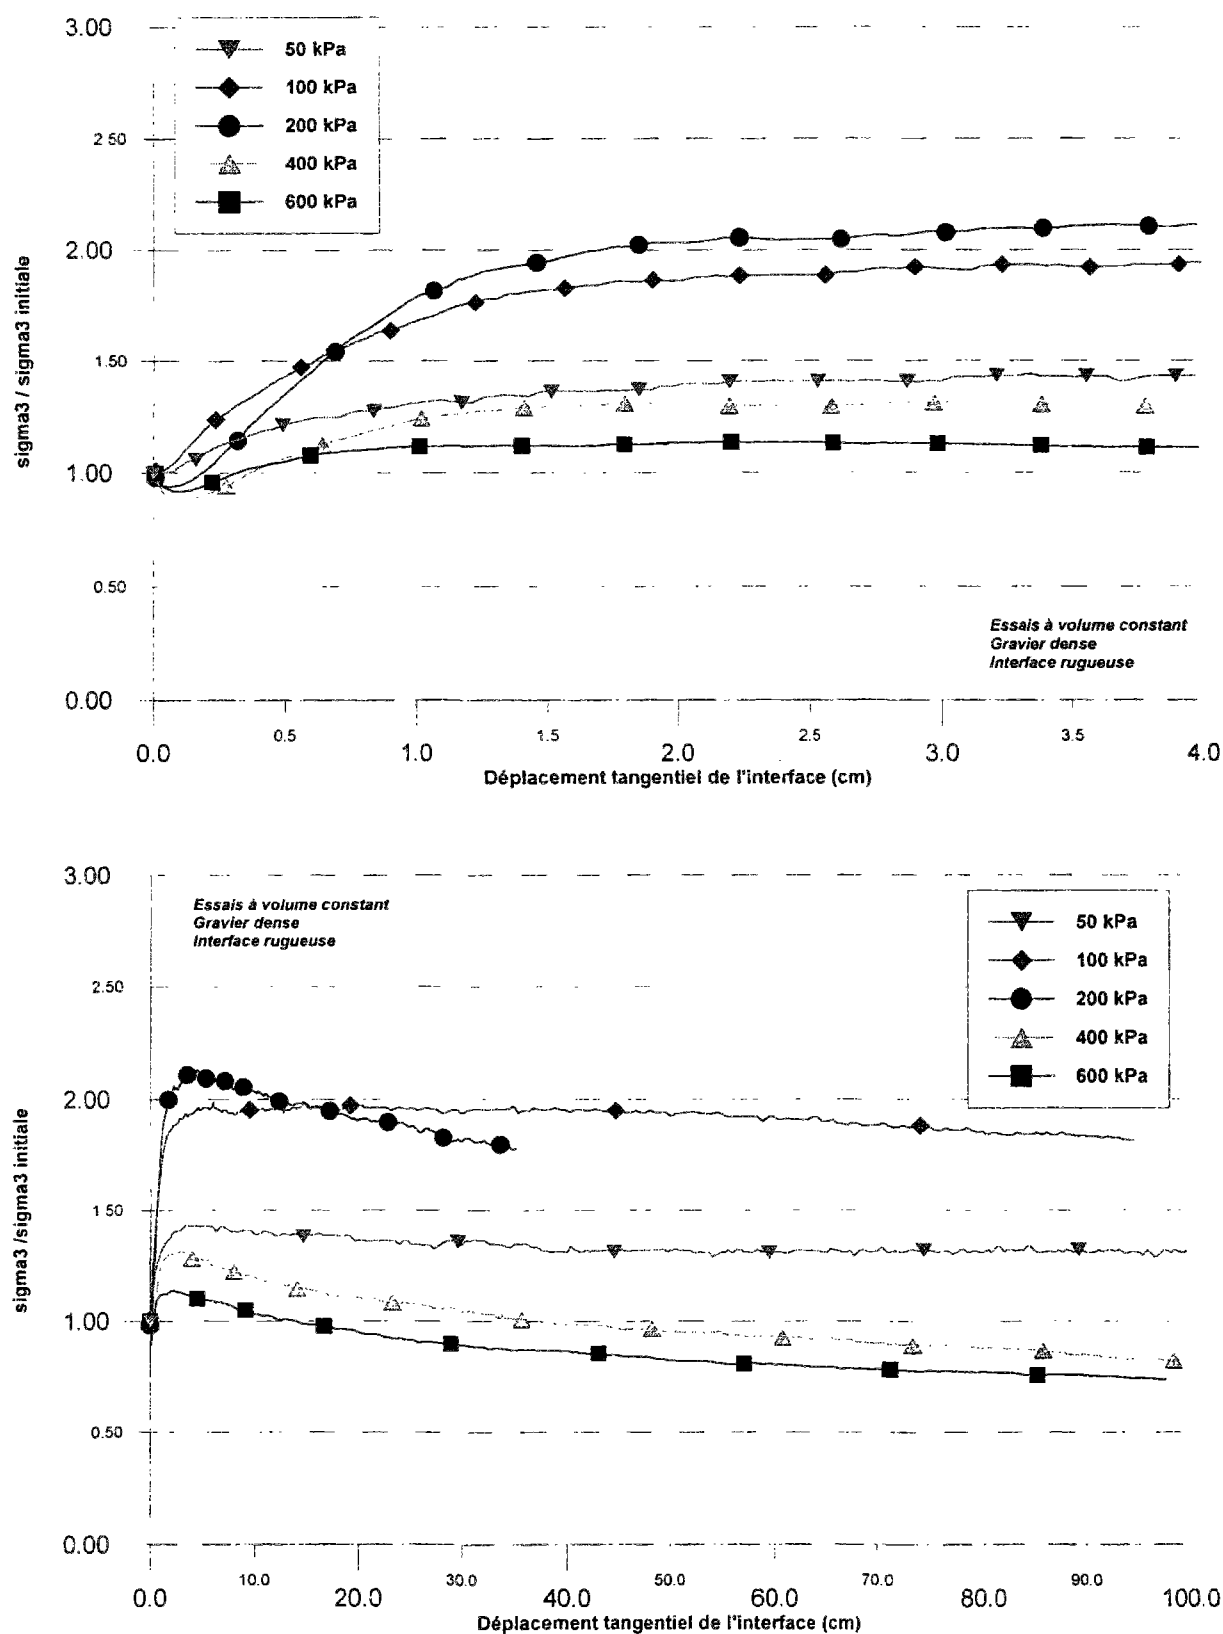 3.00
50 kPa
100 kPa
200 kPa
400 kPa
600 kPa
2.50
2.00
1.50
1.00
0.50
0.00
sigma3 / sigma3 initiale
Essais à volume constant
Gravier dense
Interface rugueuse
0.0 0.5 1.0 1.5 2.0 2.5 3.0 3.5 4.0
Déplacement tangentiel de l'interface (cm)
3.00
Essais à volume constant
Gravier dense
Interface rugueuse
50 kPa
100 kPa
200 kPa
400 kPa
600 kPa
2.50
2.00
1.50
1.00
0.50
0.00
sigma3 /sigma3 initiale
0.0 10.0 20.0 30.0 40.0 50.0 60.0 70.0 80.0 90.0 100.0
Déplacement tangentiel de l'interface (cm)